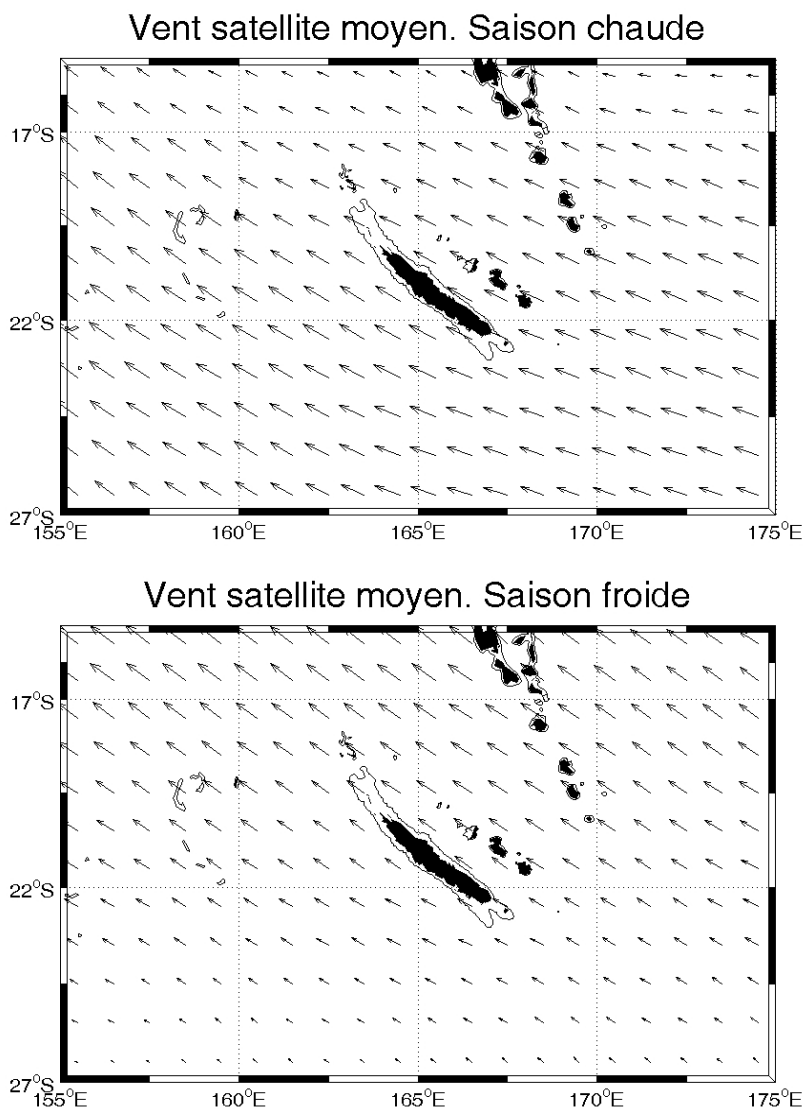 Vent satellite moyen. Saison chaude
17°S
22°S
27°S
155°E 160°E 165°E 170°E 175°E
Vent satellite moyen. Saison froide
17°S
22°S
27°S
155°E 160°E 165°E 170°E 175°E